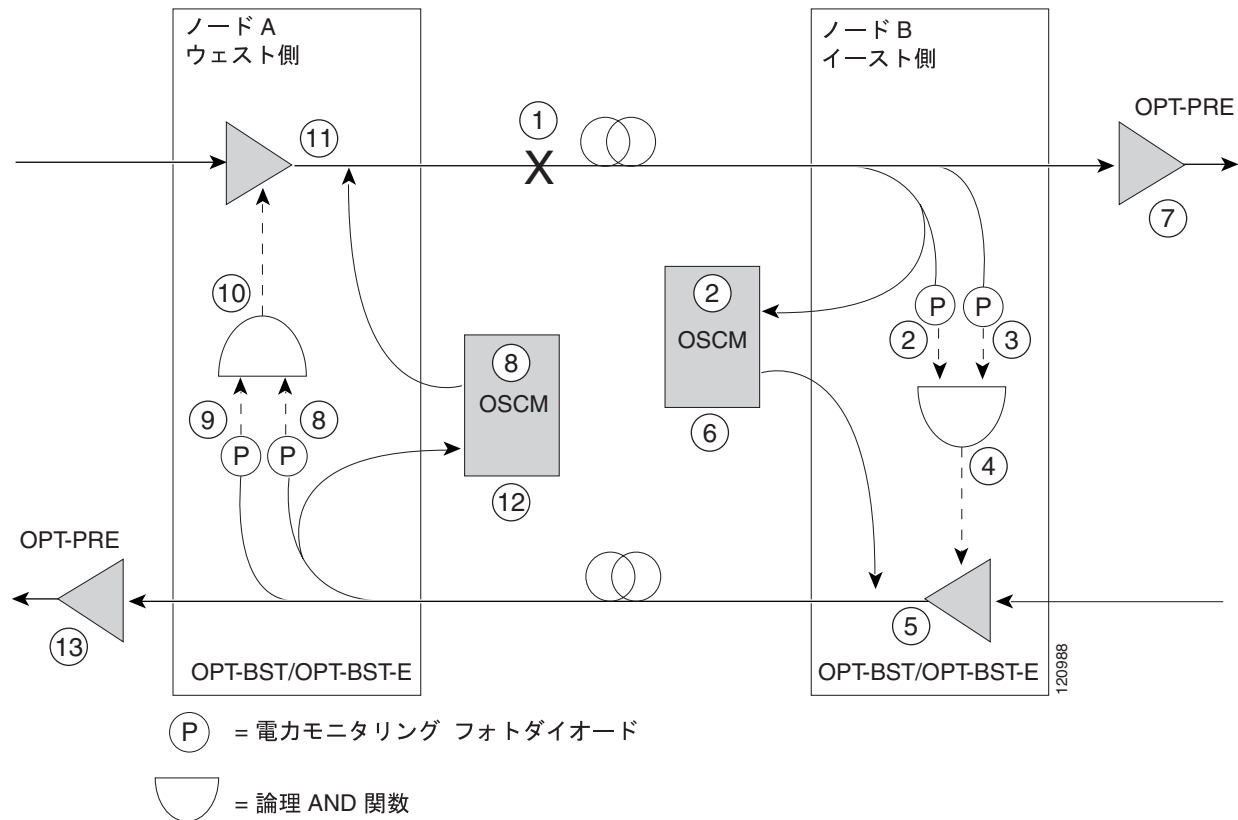 ノード A
ウェスト側
ノード B
イースト側
OPT-PRE
1
11
7
10
2
OSCM
P
P
2
3
8
OSCM
9
8
6
P
P
4
12
OPT-PRE
5
13
OPT-BST/OPT-BST-E
OPT-BST/OPT-BST-E
120988
P = 電力モニタリング フォトダイオード
= 論理 AND 関数
X